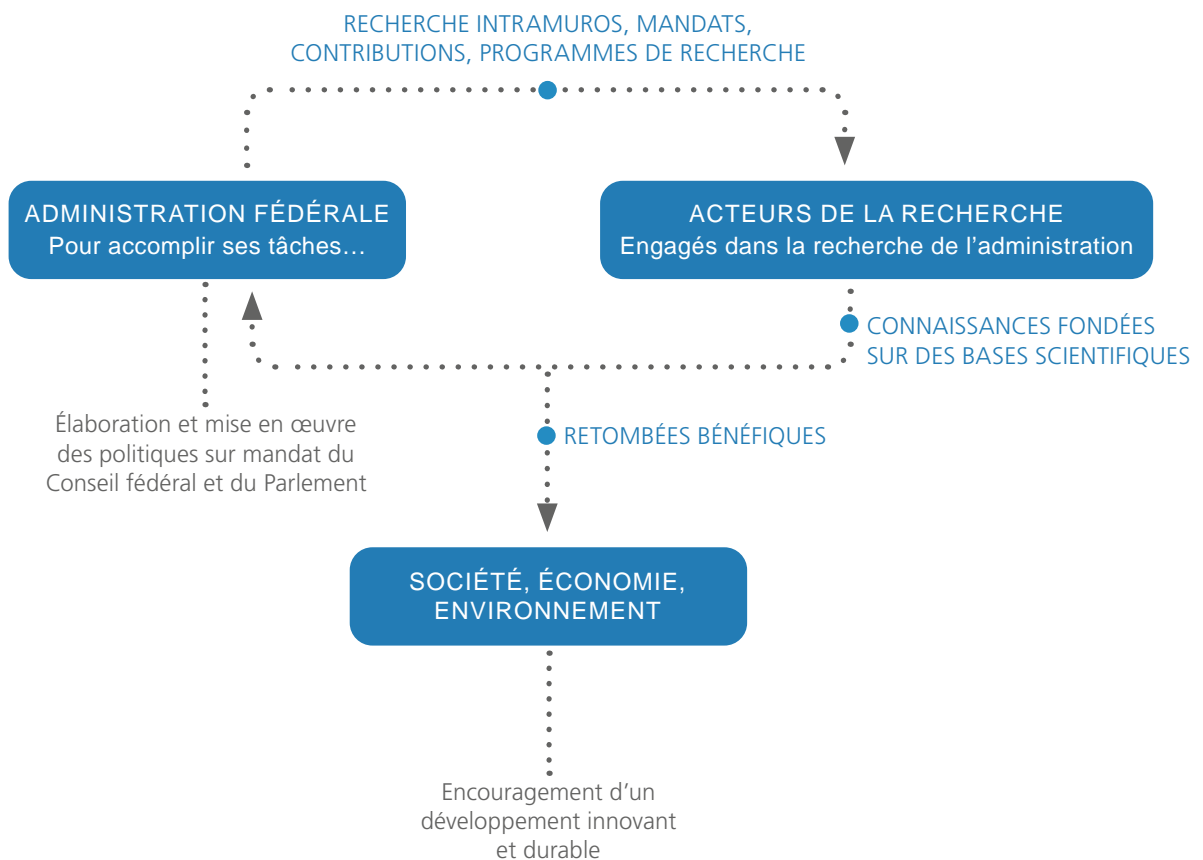 RECHERCHE INTRAMUROS, MANDATS,
CONTRIBUTIONS, PROGRAMMES DE RECHERCHE
ADMINISTRATION FÉDÉRALE
Pour accomplir ses tâches…
ACTEURS DE LA RECHERCHE
Engagés dans la recherche de l’administration
CONNAISSANCES FONDÉES
SUR DES BASES SCIENTIFIQUES
Élaboration et mise en œuvre
des politiques sur mandat du
Conseil fédéral et du Parlement
RETOMBÉES BÉNÉFIQUES
SOCIÉTÉ, ÉCONOMIE,
ENVIRONNEMENT
Encouragement d’un
développement innovant
et durable